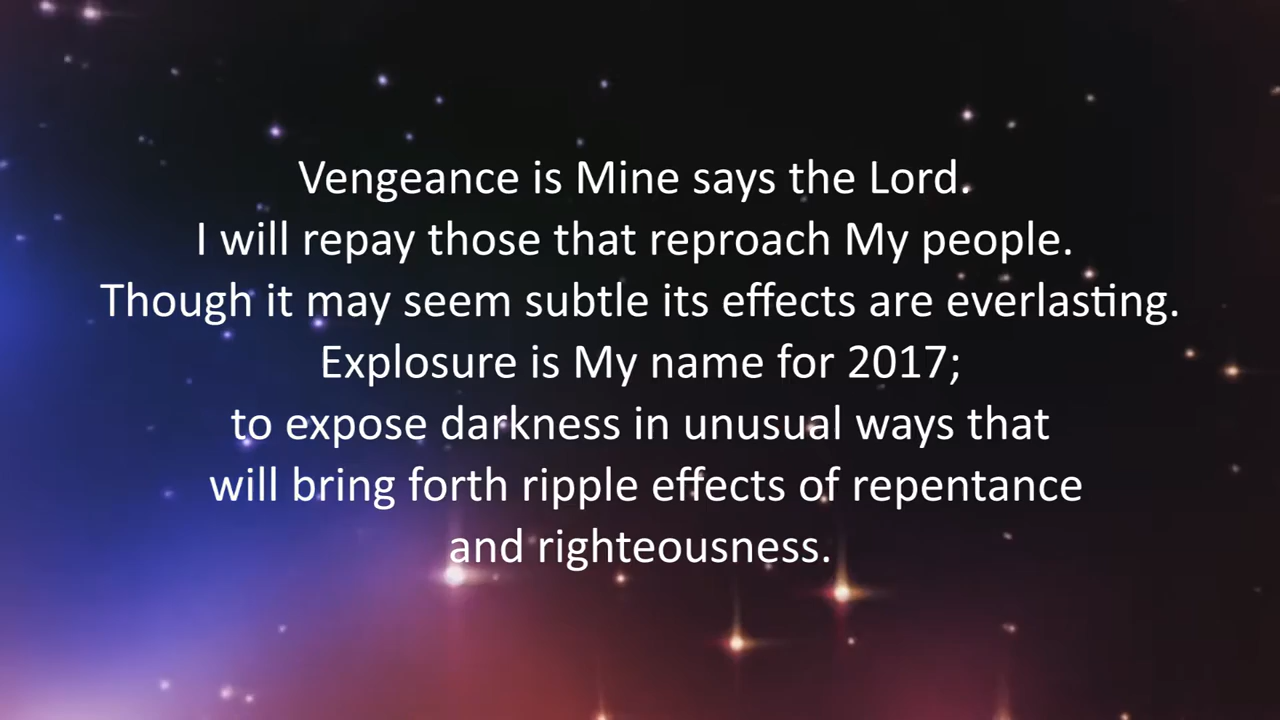 Vengeance is Mine says the Lord.
I will repay those that reproach My people.
Though it may seem subtle its effects are everlasting.
Explosure is My name for 2017;
to expose darkness in unusual ways that
will bring forth ripple effects of repentance
and righteousness.